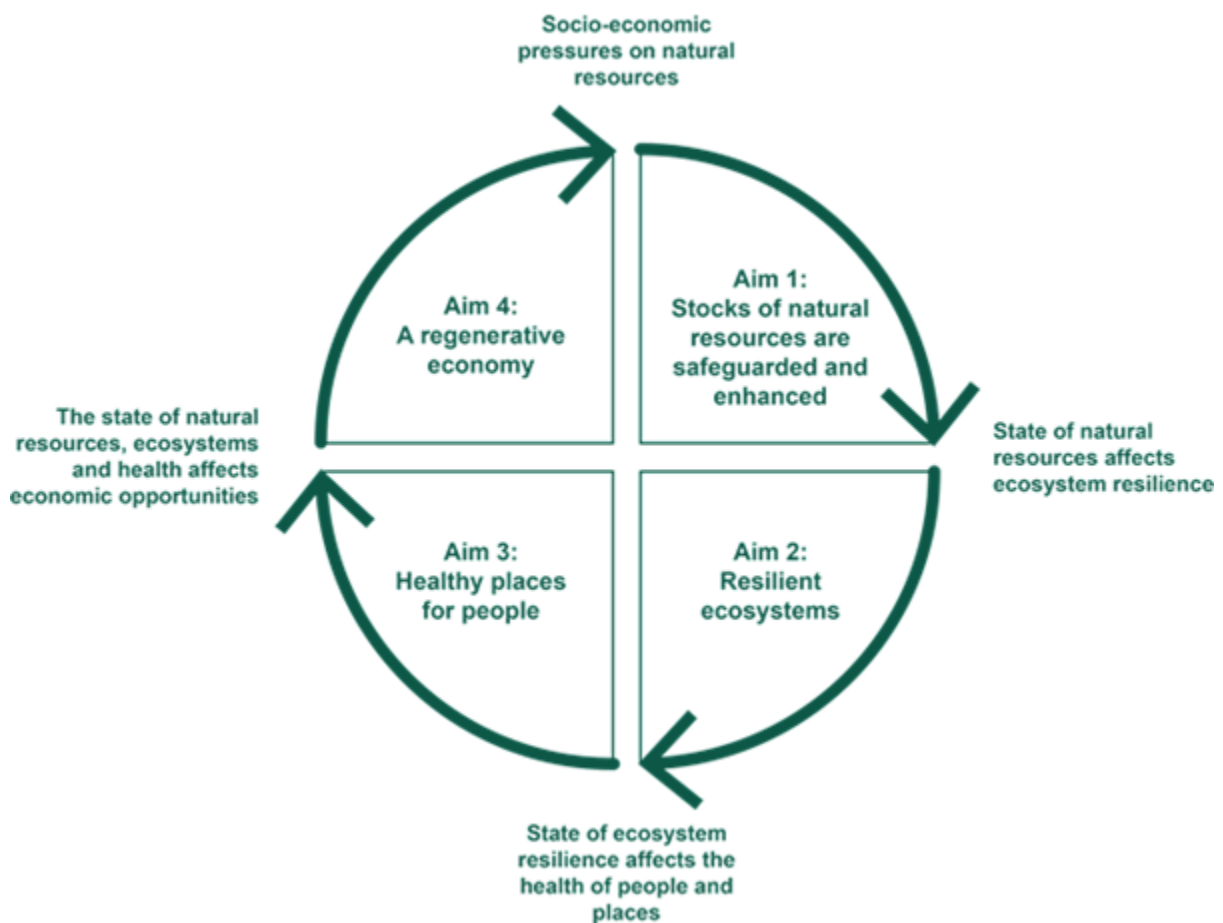 Socio-economic
pressures on natural
resources
Aim 4:
A regenerative
economy
Aim 1:
Stocks of natural
resources are
safeguarded and
enhanced
The state of natural
resources, ecosystems
and health affects
economic opportunities
State of natural
resources affects
ecosystem resilience
Aim 3:
Healthy places
for people
Aim 2:
Resilient
ecosystems
State of ecosystem
resilience affects the
health of people and
places